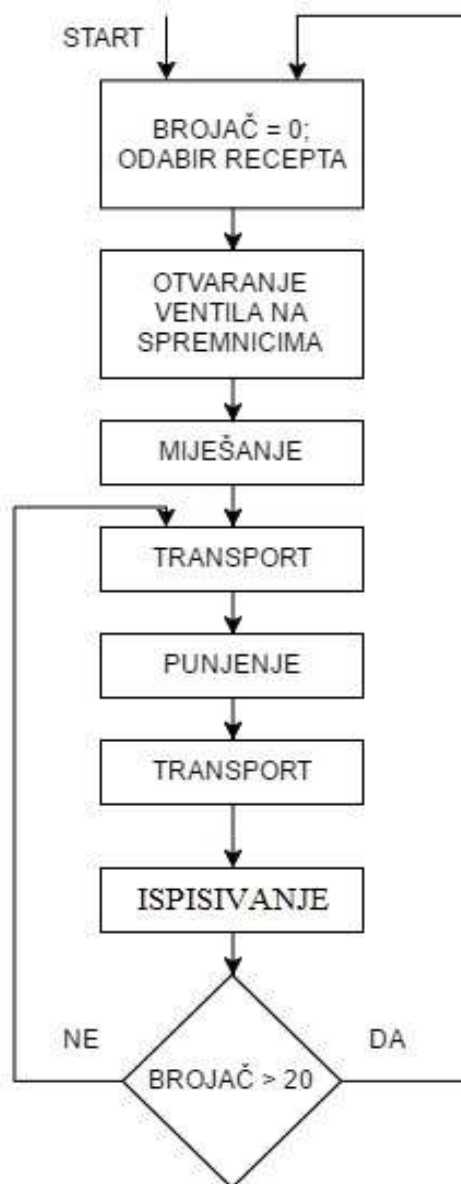 START
BROJAČ = 0;
ODABIR RECEPTA
OTVARANJE
VENTILA NA
SPREMNICIMA
MIJEŠANJE
TRANSPORT
PUNJENJE
TRANSPORT
ISPISIVANJE
NE
DA
BROJAČ > 20